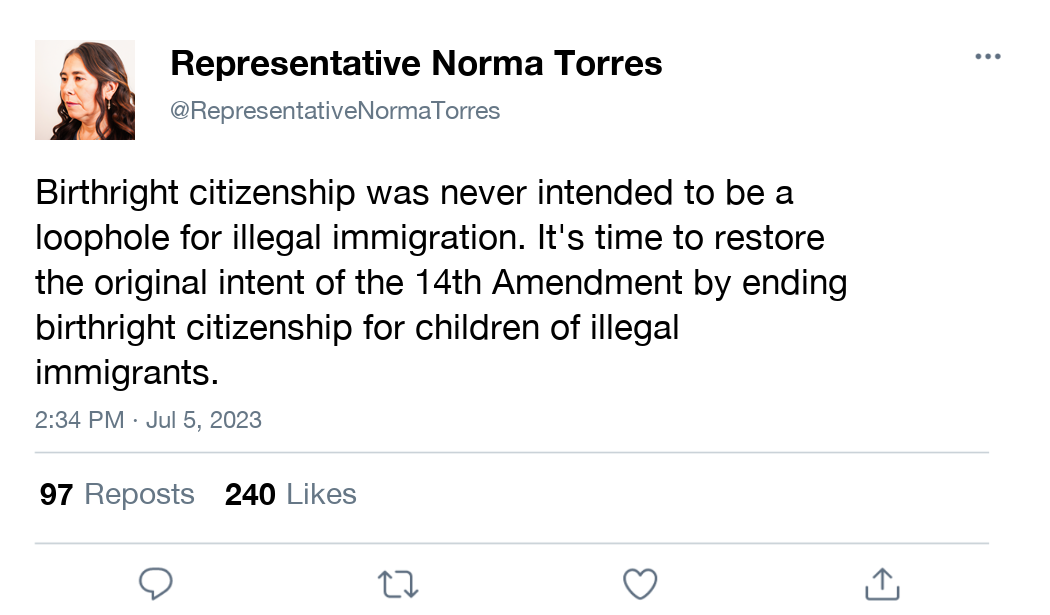 Representative Norma Torres
@RepresentativeNormaTorres
Birthright citizenship was never intended to be a
loophole for illegal immigration. It's time to restore
the original intent of the 14th Amendment by ending
birthright citizenship for children of illegal
immigrants.
2:34 PM · Jul 5, 2023
97 Reposts 240 Likes